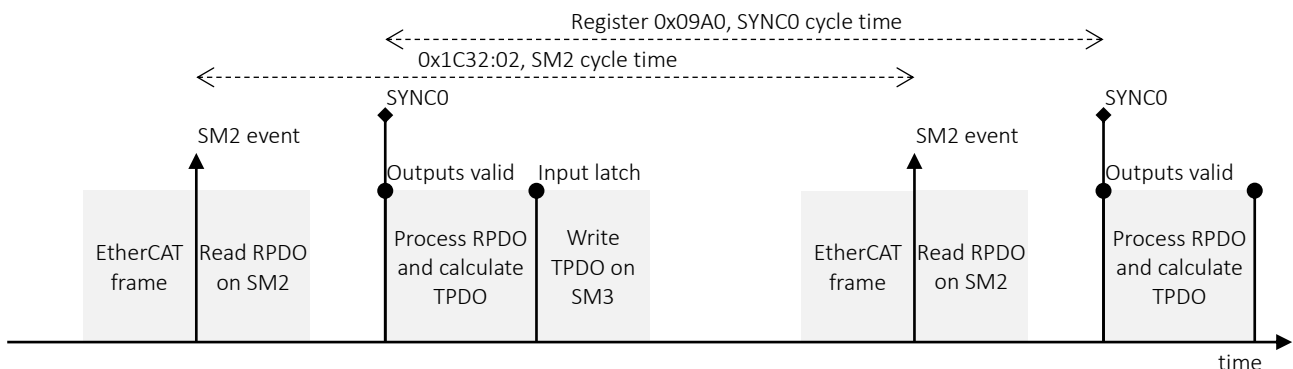 Register 0x09A0, SYNC0 cycle time
0x1C32:02, SM2 cycle time
SYNC0
SYNC0
SM2 event
SM2 event
Outputs valid
Input latch
Outputs valid
EtherCAT
frame
Read RPDO
on SM2
Process RPDO
and calculate
TPDO
Write
TPDO on
SM3
EtherCAT
frame
Read RPDO
on SM2
Process RPDO
and calculate
TPDO
time